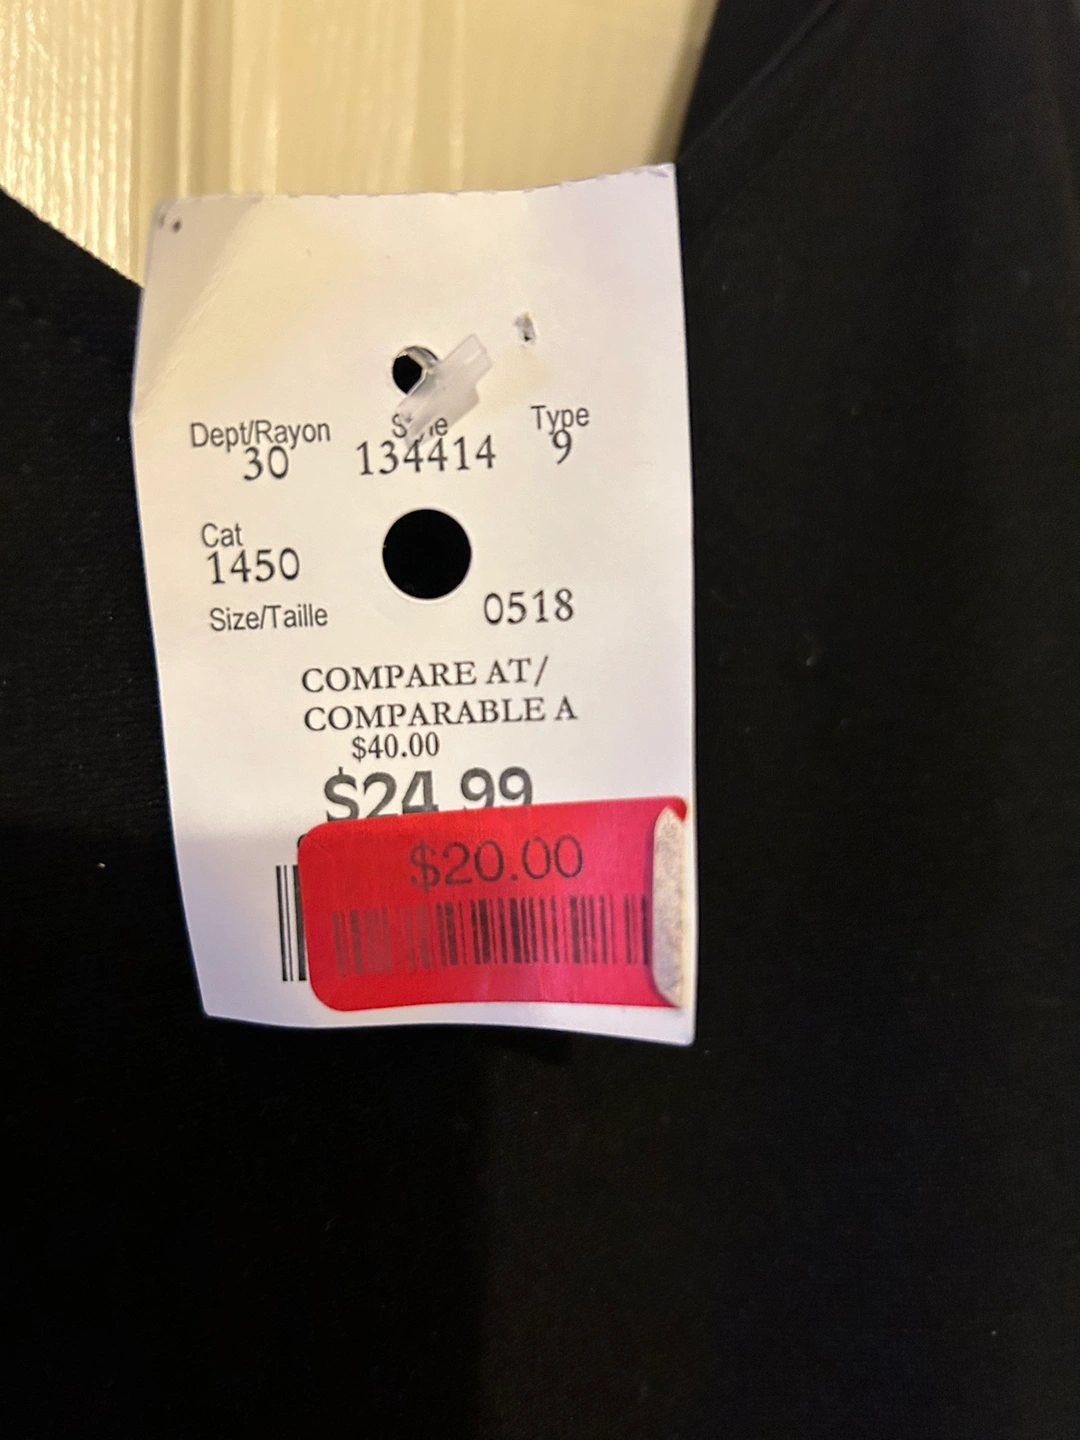 Dept/Rayon Style Type
30 134414 9
Cat
1450
Size/Taille 0518
COMPARE AT/
COMPARABLE A
$40.00
$24.99
$20.00